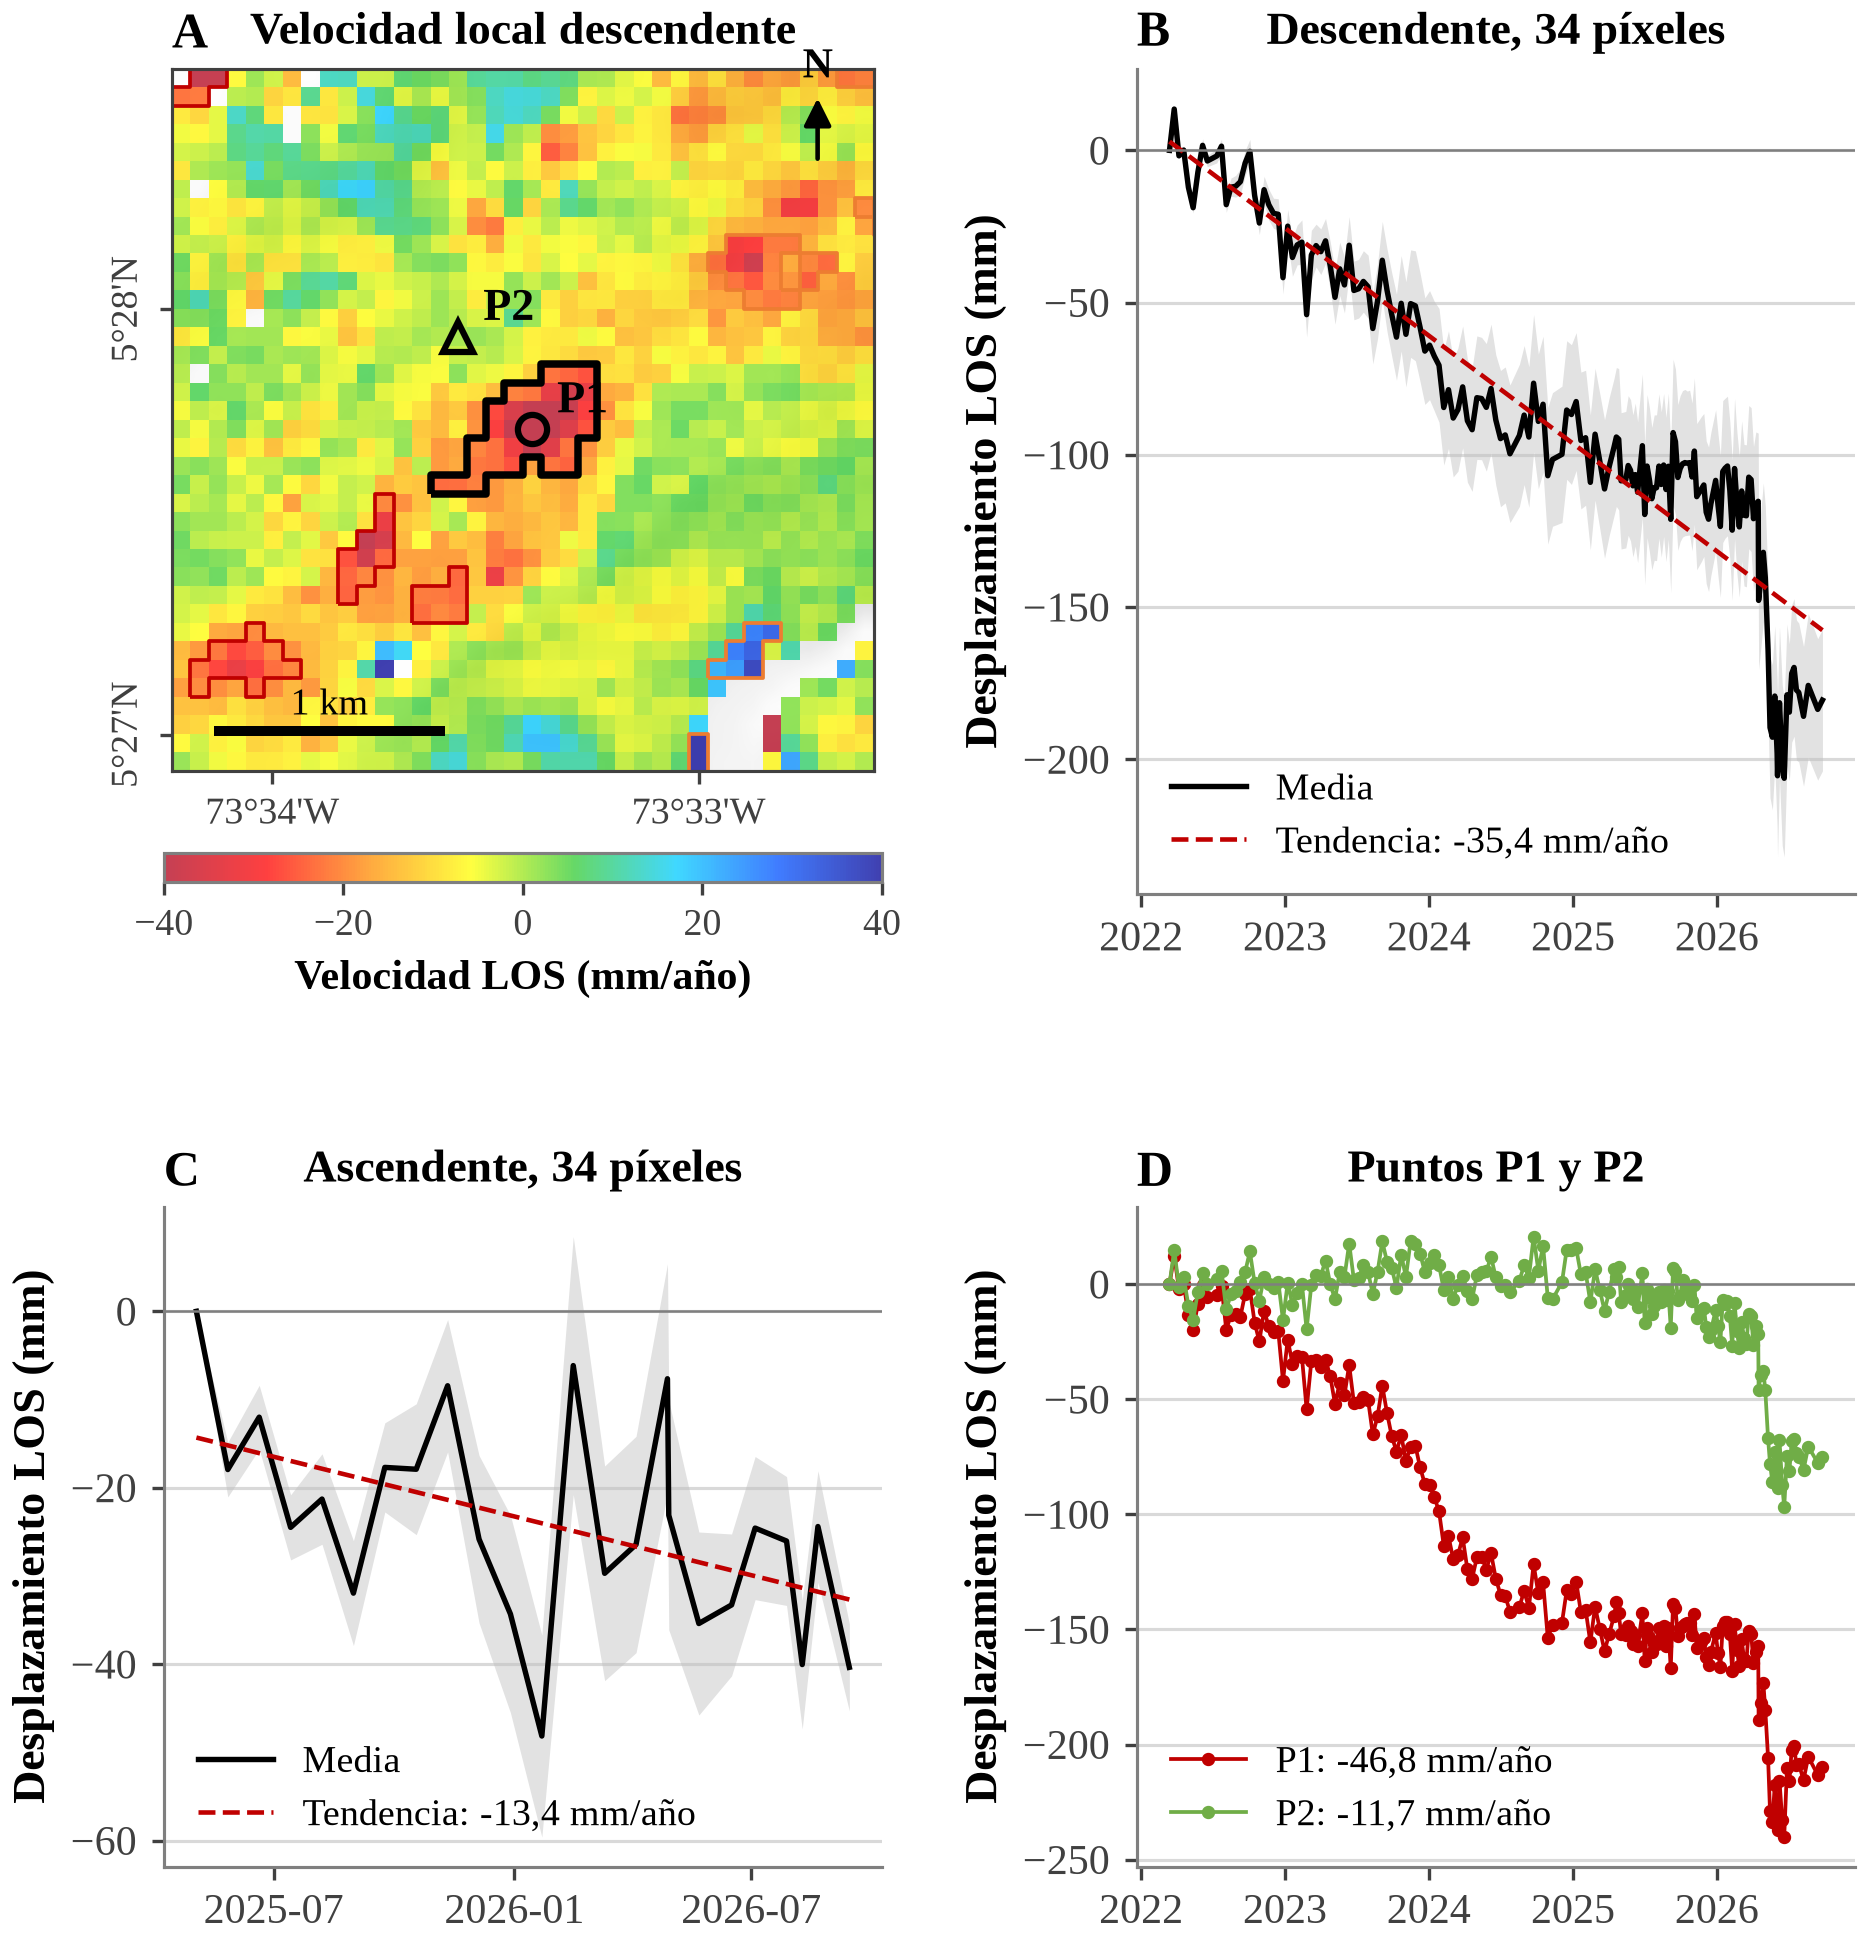 A Velocidad local descendente
N
5°28'N
5°27'N
P2
P1
1 km
73°34'W 73°33'W
−40 −20 0 20 40
Velocidad LOS (mm/año)
B Descendente, 34 píxeles
Desplazamiento LOS (mm)
0
−50
−100
−150
−200
Media
Tendencia: -35,4 mm/año
2022 2023 2024 2025 2026
C Ascendente, 34 píxeles
Desplazamiento LOS (mm)
0
−20
−40
−60
Media
Tendencia: -13,4 mm/año
2025-07 2026-01 2026-07
D Puntos P1 y P2
Desplazamiento LOS (mm)
0
−50
−100
−150
−200
−250
P1: -46,8 mm/año
P2: -11,7 mm/año
2022 2023 2024 2025 2026